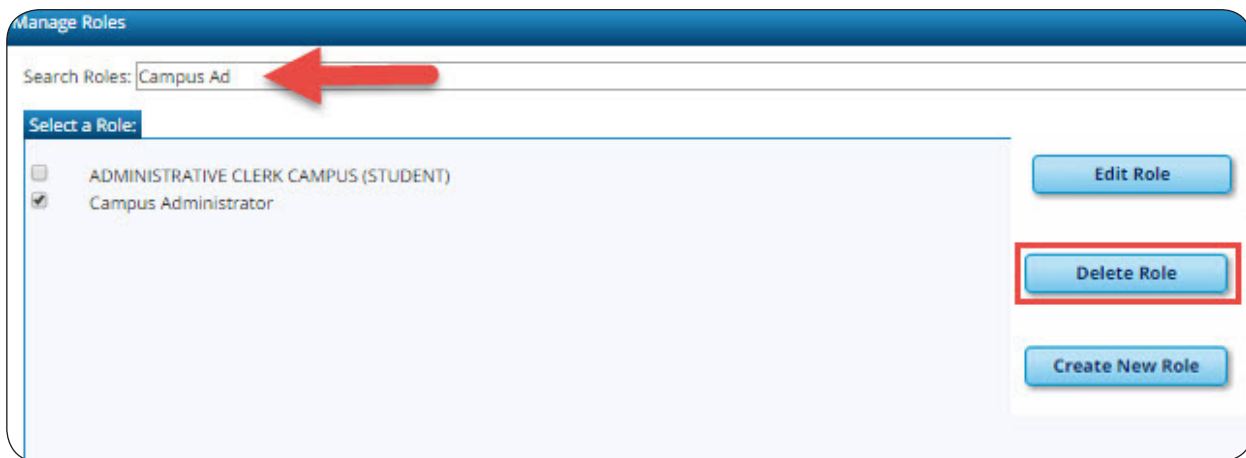 Manage Roles
Search Roles: Campus Ad
Select a Role:
ADMINISTRATIVE CLERK CAMPUS (STUDENT)
Campus Administrator
Edit Role
Delete Role
Create New Role